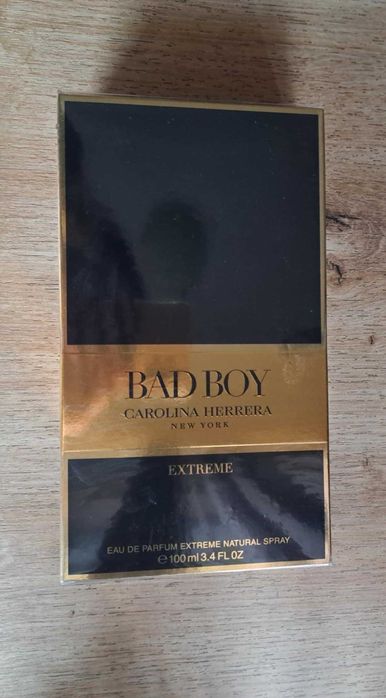 BAD BOY
CAROLINA HERRERA
NEW YORK
EXTREME
EAU DE PARFUM EXTREME NATURAL SPRAY
℮100 ml 3.4 FL OZ